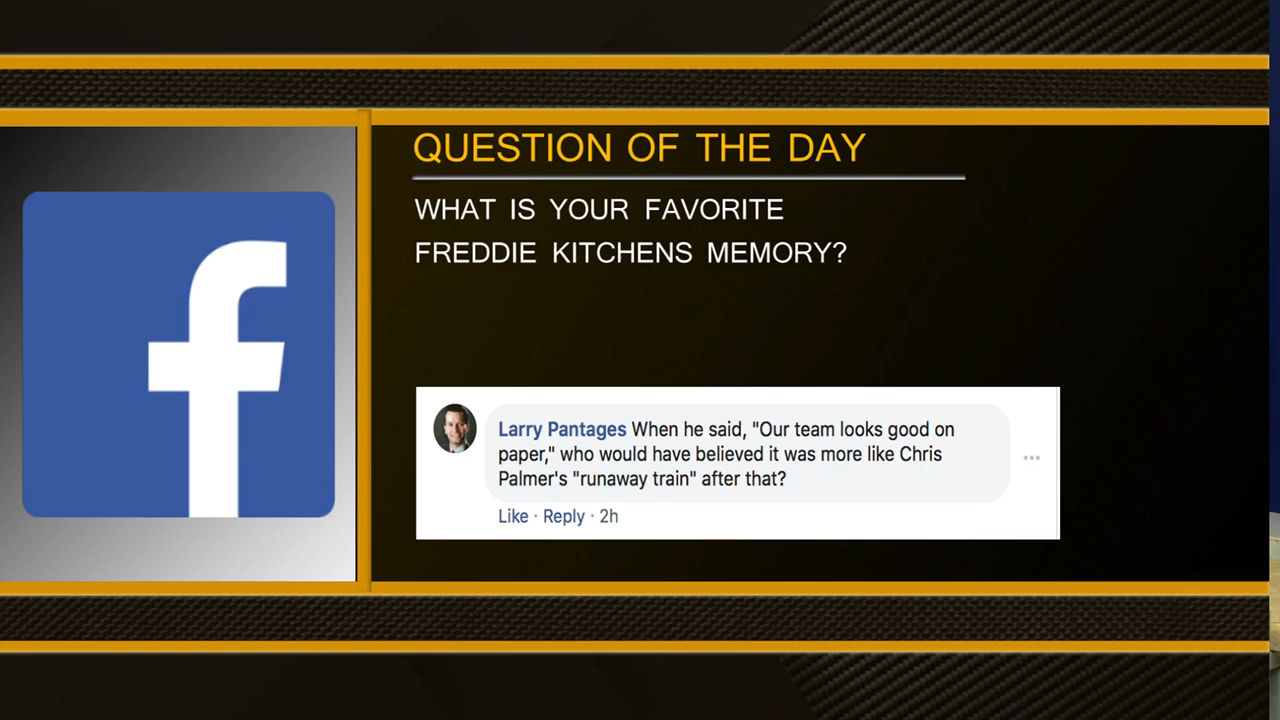 QUESTION OF THE DAY
WHAT IS YOUR FAVORITE
FREDDIE KITCHENS MEMORY?
Larry Pantages When he said, "Our team looks good on
paper," who would have believed it was more like Chris
Palmer's "runaway train" after that?
Like · Reply · 2h